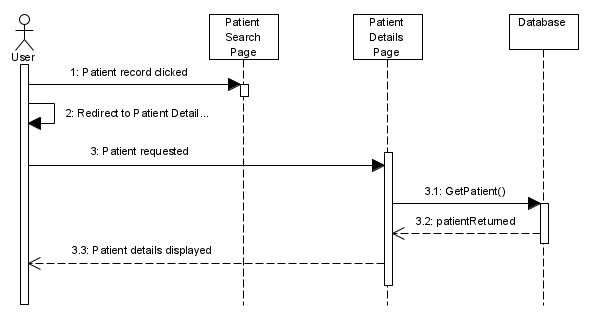 Patient
Search
Page
Patient
Details
Page
Database
User
1: Patient record clicked
2: Redirect to Patient Detail...
3: Patient requested
3.1: GetPatient()
3.2: patientReturned
3.3: Patient details displayed